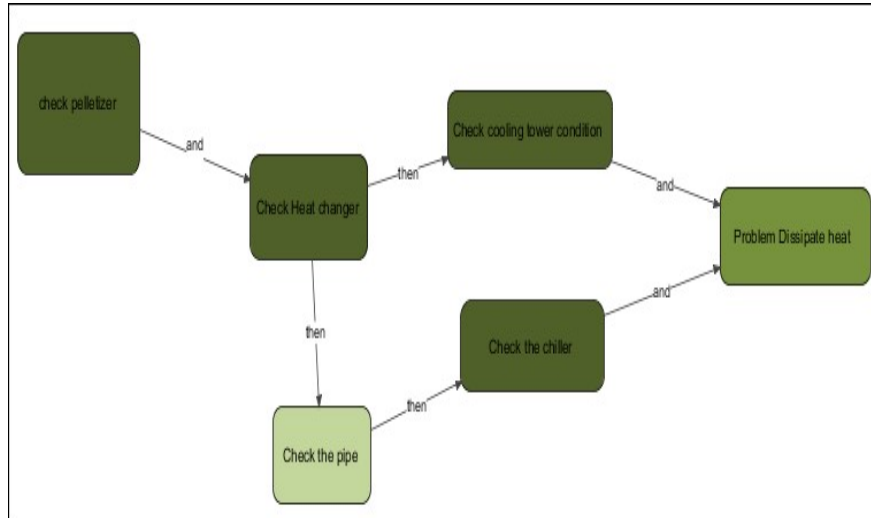 check pelletizer
and
Check Heat changer
then
Check cooling tower condition
and
Problem Dissipate heat
then
Check the pipe
then
Check the chiller
and